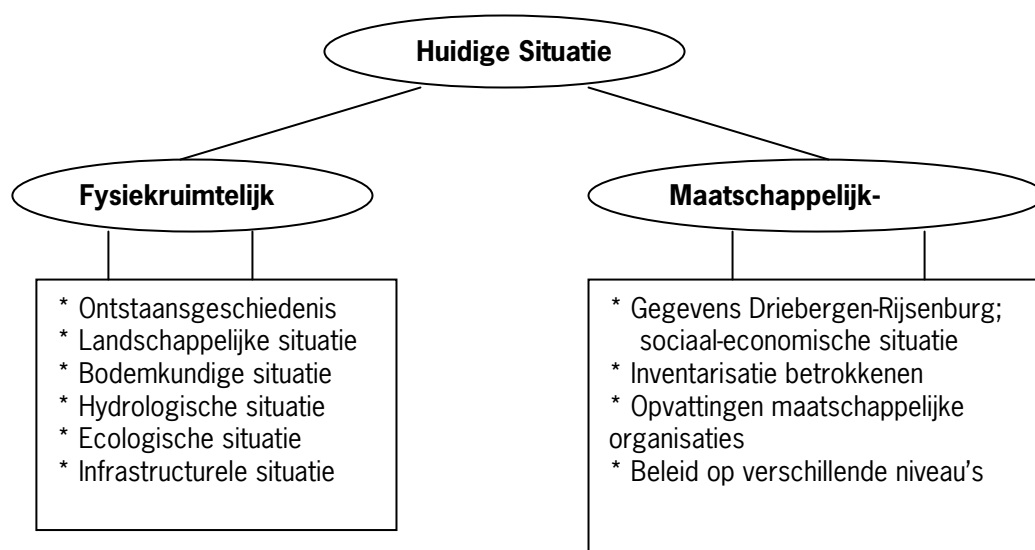 Huidige Situatie
Fysiekruimtelijk
Maatschappelijk-
* Ontstaansgeschiedenis
* Landschappelijke situatie
* Bodemkundige situatie
* Hydrologische situatie
* Ecologische situatie
* Infrastructurele situatie
* Gegevens Driebergen-Rijsenburg;
sociaal-economische situatie
* Inventarisatie betrokkenen
* Opvattingen maatschappelijke
organisaties
* Beleid op verschillende niveau's